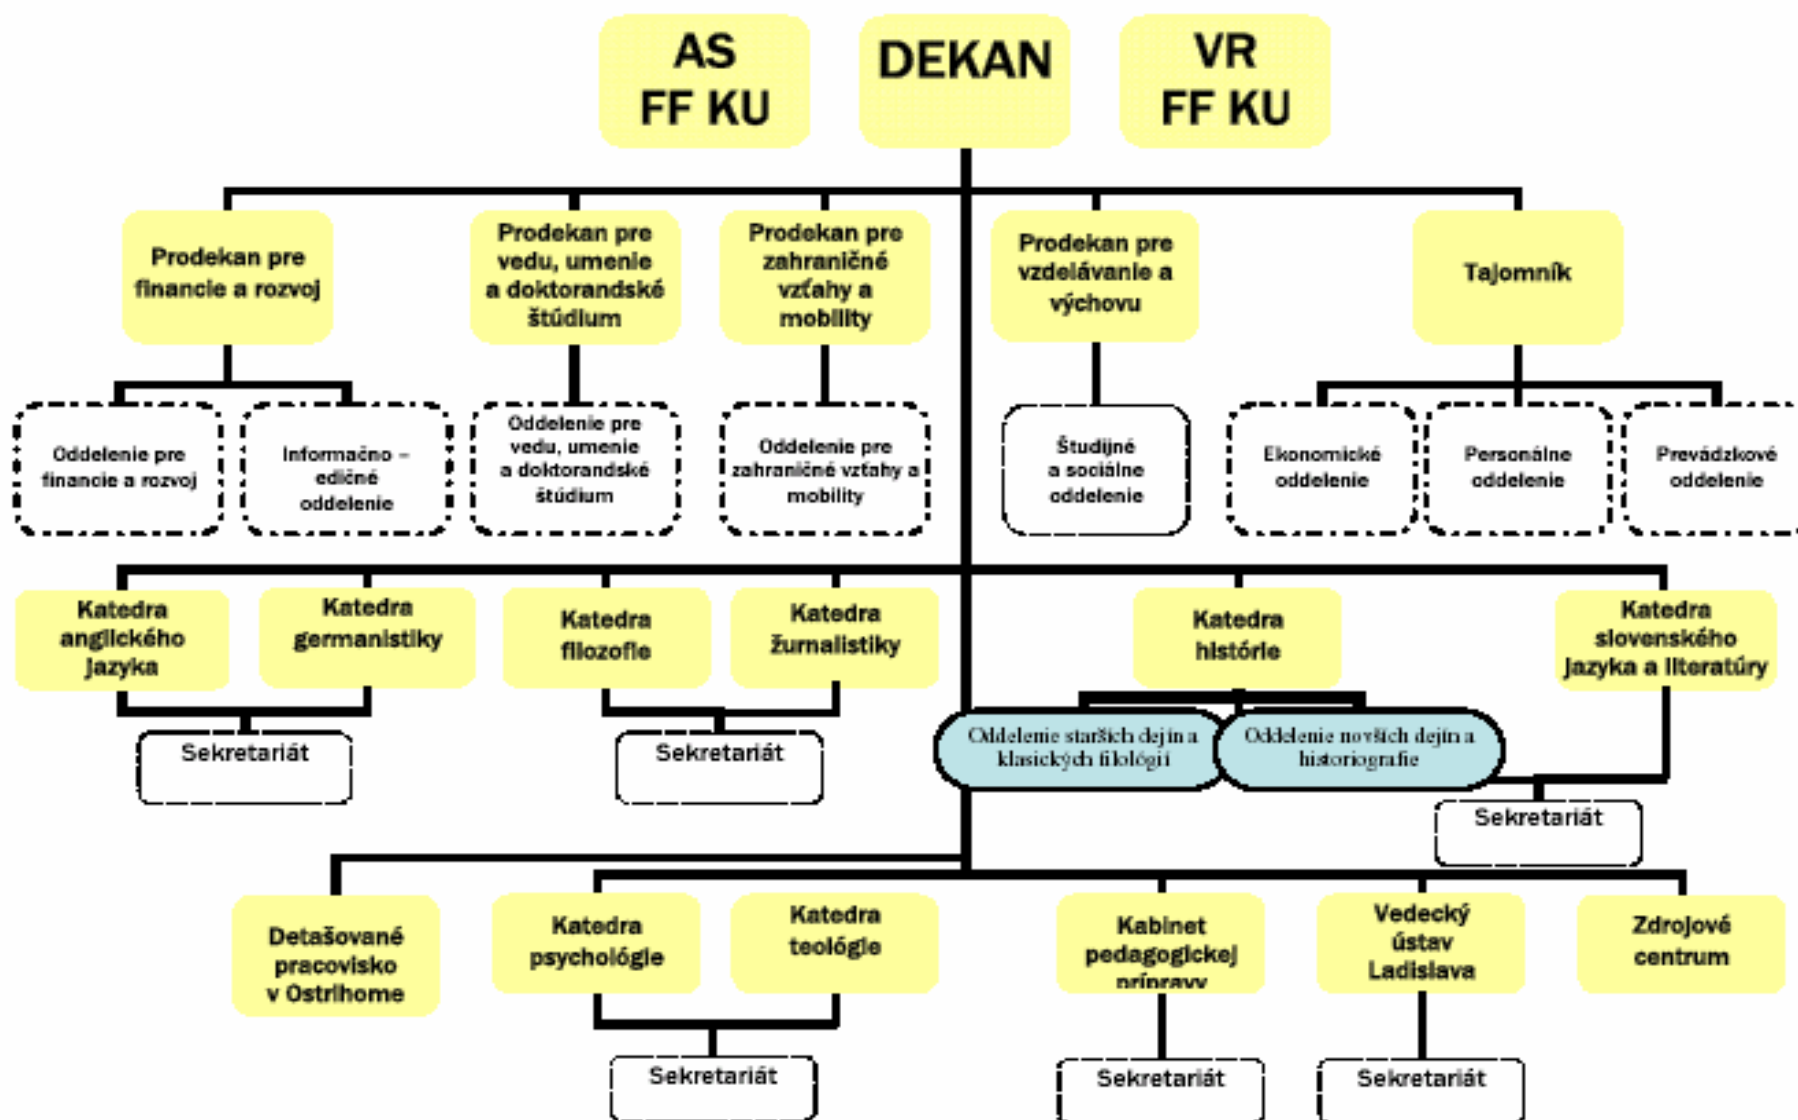 AS
FF KU
DEKAN
VR
FF KU
Prodekan pre
financie a rozvoj
Prodekan pre
vedu, umenie
a doktorandské
štúdium
Prodekan pre
zahraničné
vzťahy a
mobility
Prodekan pre
vzdelávanie a
výchovu
Tajomník
Oddelenie pre
financie a rozvoj
Informačno –
edičné
oddelenie
Oddelenie pre
vedu, umenie
a doktorandské
štúdium
Oddelenie pre
zahraničné vzťahy a
mobility
Študijné
a sociálne
oddelenie
Ekonomické
oddelenie
Personálne
oddelenie
Prevádzkové
oddelenie
Katedra
anglického
jazyka
Katedra
germanistiky
Katedra
filozofie
Katedra
žurnalistiky
Katedra
histórie
Katedra
slovenského
jazyka a literatúry
Sekretariát
Sekretariát
Oddelenie starších dejín a
klasických filológií
Oddelenie novších dejín a
historiografie
Sekretariát
Detašované
pracovisko
v Ostrihome
Katedra
psychológie
Katedra
teológie
Kabinet
pedagogickej
prípravy
Vedecký
ústav
Ladislava
Zdrojové
centrum
Sekretariát
Sekretariát
Sekretariát